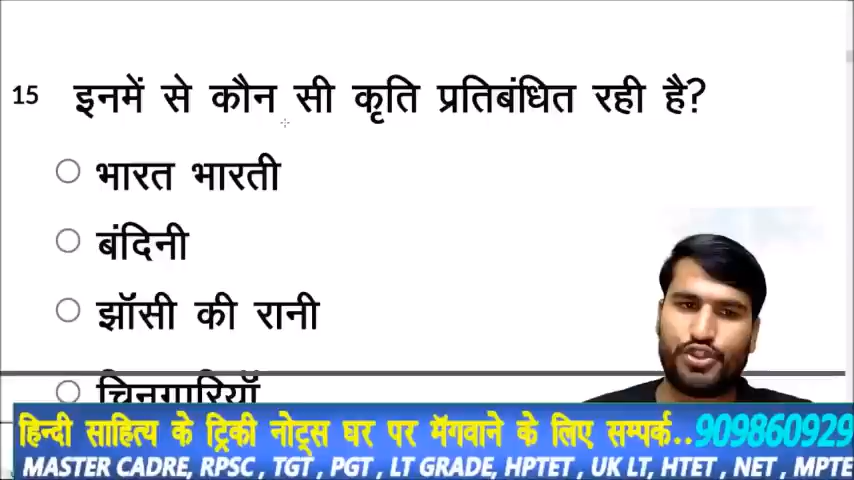 15 इनमें से कौन सी कृति प्रतिबंधित रही है?
भारत भारती
बंदिनी
झॉसी की रानी
चिनगारियॉ
हिन्दी साहित्य के ट्रिकी नोट्स घर पर मॅगवाने के लिए सम्पर्क..909860929
MASTER CADRE, RPSC , TGT , PGT , LT GRADE, HPTET , UK LT, HTET , NET , MPTE